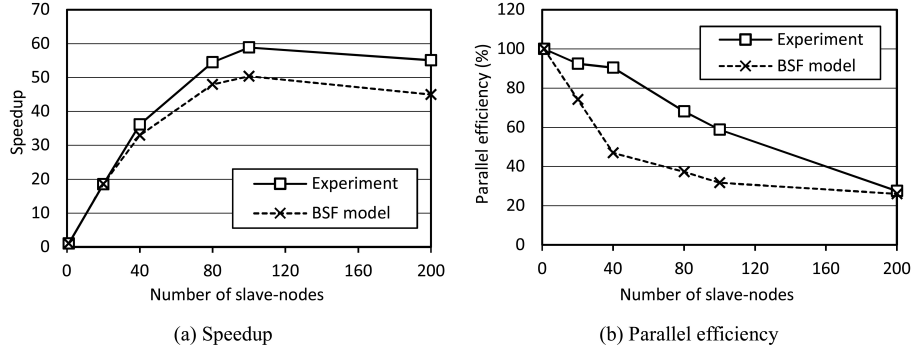 70
60
50
40
30
20
10
0
Speedup
Experiment
BSF model
0 40 80 120 160 200
Number of slave-nodes
(a) Speedup
120
100
80
60
40
20
0
Parallel efficiency (%)
Experiment
BSF model
0 40 80 120 160 200
Number of slave-nodes
(b) Parallel efficiency